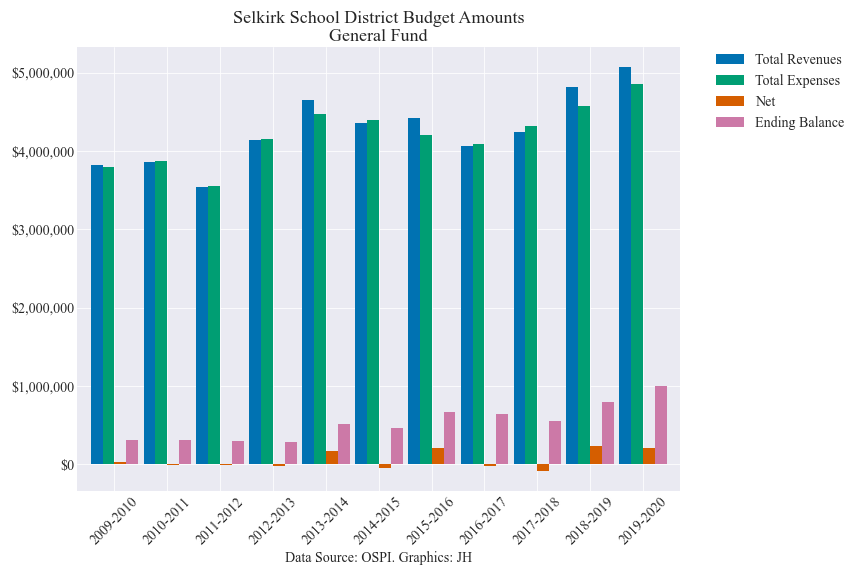 Selkirk School District Budget Amounts
General Fund
$5,000,000
$4,000,000
$3,000,000
$2,000,000
$1,000,000
$0
2009-2010
2010-2011
2011-2012
2012-2013
2013-2014
2014-2015
2015-2016
2016-2017
2017-2018
2018-2019
2019-2020
Data Source: OSPI. Graphics: JH
Total Revenues
Total Expenses
Net
Ending Balance